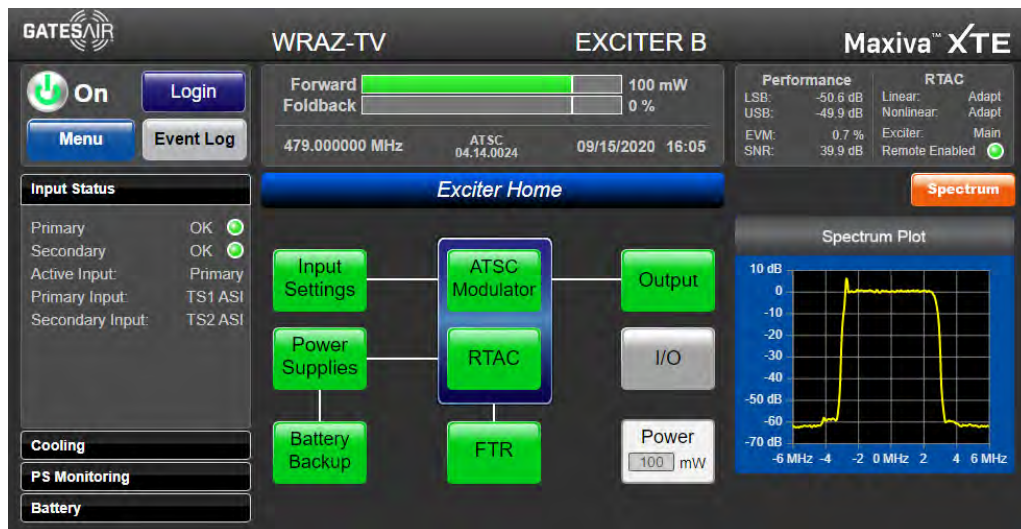 GATESAIR
WRAZ-TV
EXCITER B
Maxiva™ XTE
On
Login
Menu
Event Log
Forward 100 mW
Foldback 0 %
479.000000 MHz
ATSC
04.14.0024
09/15/2020 16:05
Performance
LSB: -50.6 dB
USB: -49.9 dB
EVM: 0.7 %
SNR: 39.9 dB
RTAC
Linear: Adapt
Nonlinear: Adapt
Exciter: Main
Remote Enabled
Input Status
Primary OK
Secondary OK
Active Input: Primary
Primary Input: TS1 ASI
Secondary Input: TS2 ASI
Cooling
PS Monitoring
Battery
Exciter Home
Input
Settings
ATSC
Modulator
Output
Power
Supplies
RTAC
I/O
Battery
Backup
FTR
Power
100 mW
Spectrum
Spectrum Plot
10 dB
0
-10
-20
-30
-40
-50 dB
-60
-70 dB
-6 MHz -4 -2 0 MHz 2 4 6 MHz